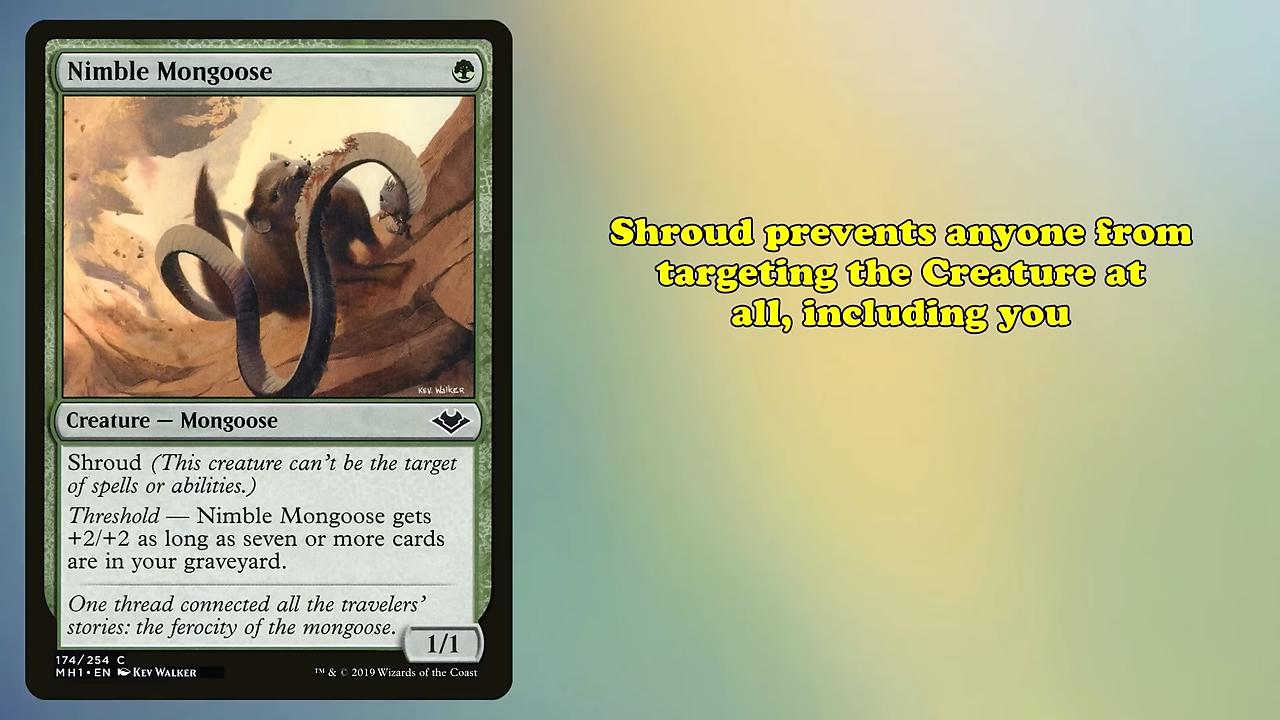 Nimble Mongoose
KEV. WALKER
Creature — Mongoose
Shroud (This creature can't be the target
of spells or abilities.)
Threshold — Nimble Mongoose gets
+2/+2 as long as seven or more cards
are in your graveyard.
One thread connected all the travelers'
stories: the ferocity of the mongoose.
1/1
174/254 C
MH1 • EN KEV WALKER
™ & © 2019 Wizards of the Coast
Shroud prevents anyone from
targeting the Creature at
all, including you